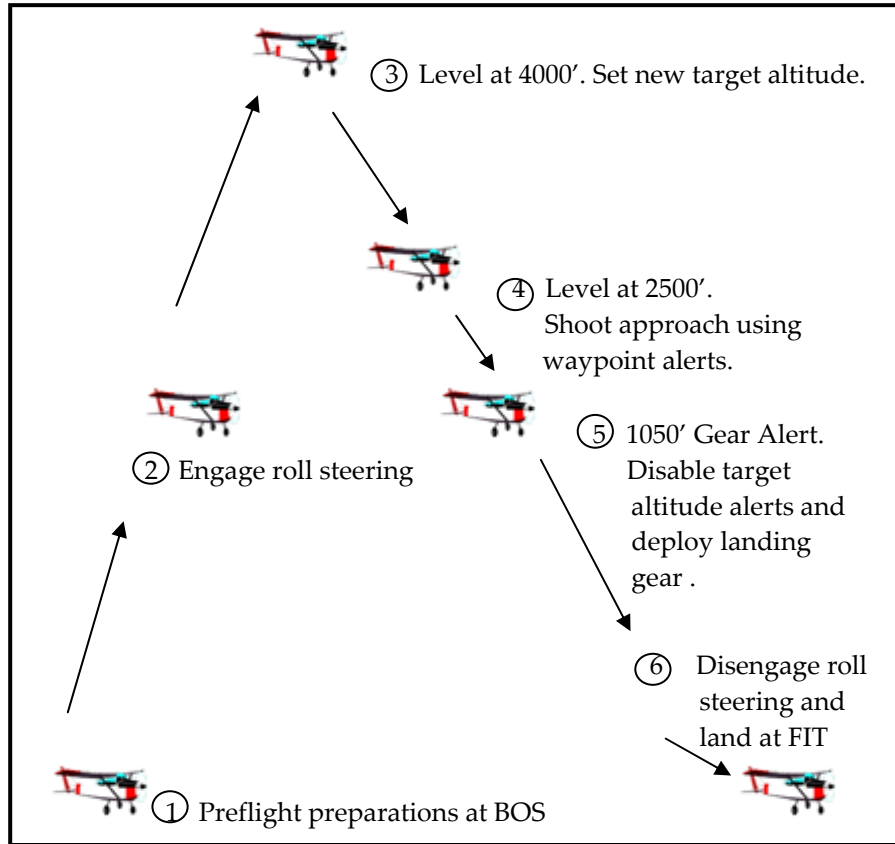 3 Level at 4000’. Set new target altitude.
4 Level at 2500’.
Shoot approach using
waypoint alerts.
5 1050’ Gear Alert.
Disable target
altitude alerts and
deploy landing
gear .
2 Engage roll steering
6 Disengage roll
steering and
land at FIT
1 Preflight preparations at BOS